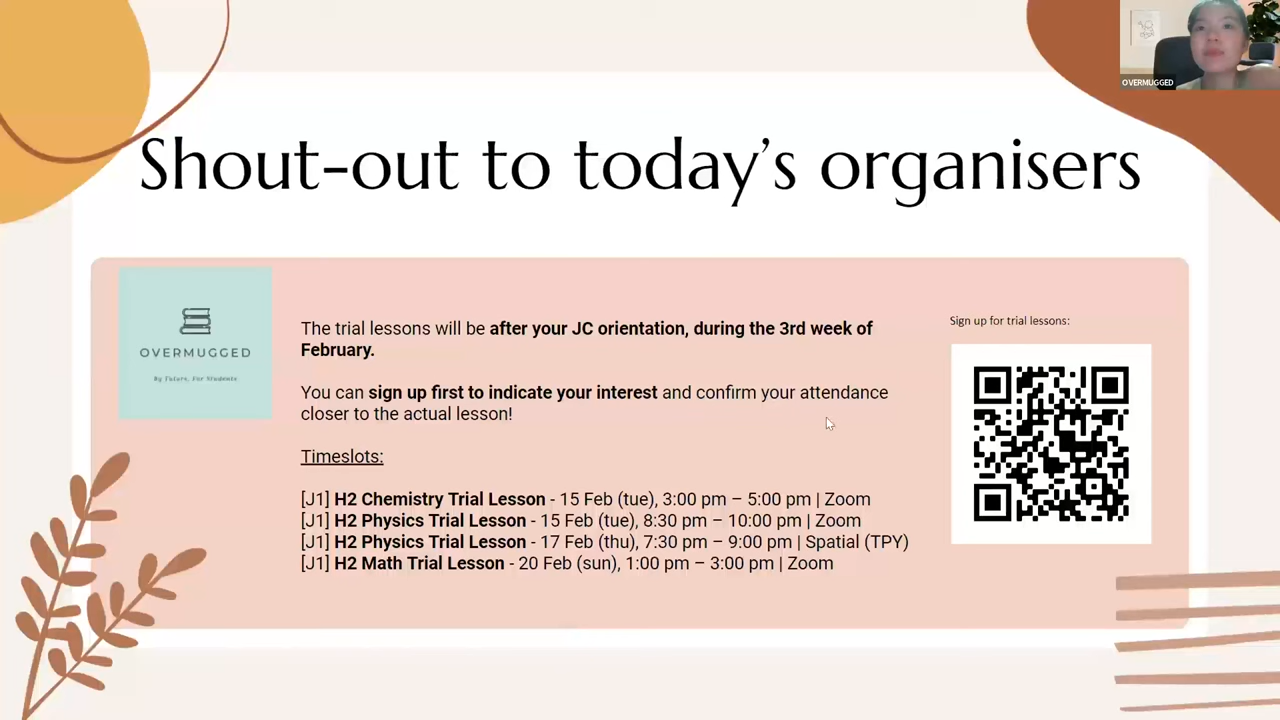 OVERMUGGED
Shout-out to today's organisers
OVERMUGGED
By Tutors, For Students
The trial lessons will be after your JC orientation, during the 3rd week of
February.
You can sign up first to indicate your interest and confirm your attendance
closer to the actual lesson!
Timeslots:
[J1] H2 Chemistry Trial Lesson - 15 Feb (tue), 3:00 pm – 5:00 pm | Zoom
[J1] H2 Physics Trial Lesson - 15 Feb (tue), 8:30 pm – 10:00 pm | Zoom
[J1] H2 Physics Trial Lesson - 17 Feb (thu), 7:30 pm – 9:00 pm | Spatial (TPY)
[J1] H2 Math Trial Lesson - 20 Feb (sun), 1:00 pm – 3:00 pm | Zoom
Sign up for trial lessons: